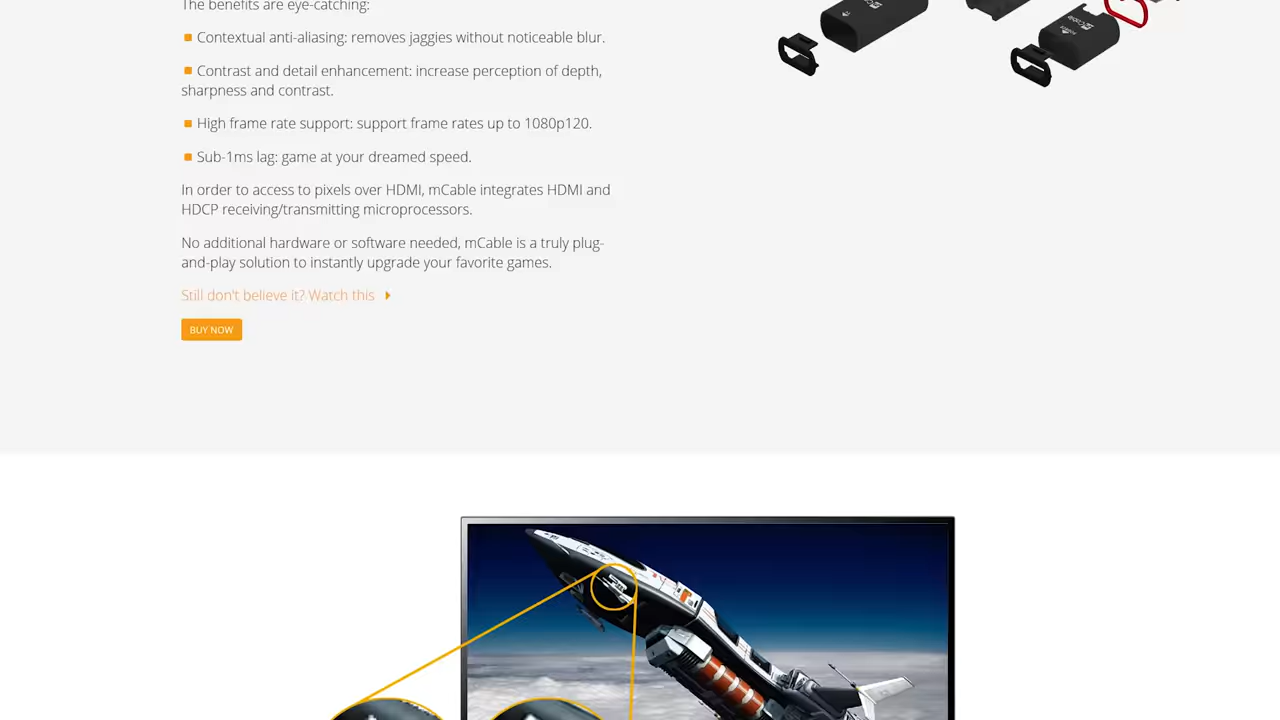 The benefits are eye-catching:
Contextual anti-aliasing: removes jaggies without noticeable blur.
Contrast and detail enhancement: increase perception of depth,
sharpness and contrast.
High frame rate support: support frame rates up to 1080p120.
Sub-1ms lag: game at your dreamed speed.
In order to access to pixels over HDMI, mCable integrates HDMI and
HDCP receiving/transmitting microprocessors.
No additional hardware or software needed, mCable is a truly plug-
and-play solution to instantly upgrade your favorite games.
Still don't believe it? Watch this
BUY NOW